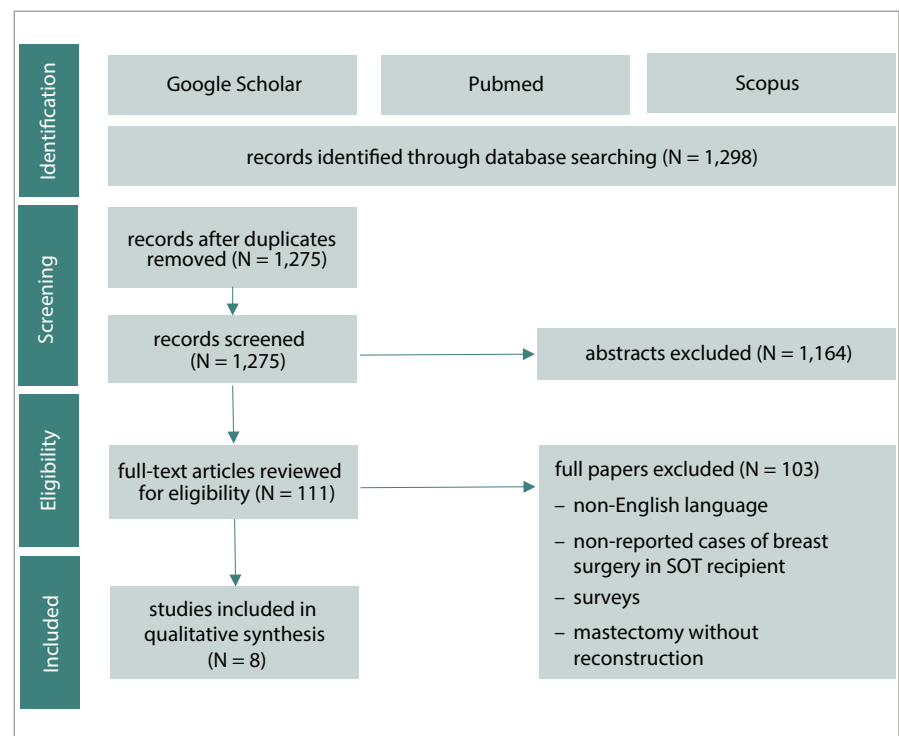 Identification
Google Scholar
Pubmed
Scopus
records identified through database searching (N = 1,298)
Screening
records after duplicates
removed (N = 1,275)
records screened
(N = 1,275)
abstracts excluded (N = 1,164)
Eligibility
full-text articles reviewed
for eligibility (N = 111)
full papers excluded (N = 103)
– non-English language
– non-reported cases of breast
surgery in SOT recipient
– surveys
– mastectomy without
reconstruction
Included
studies included in
qualitative synthesis
(N = 8)